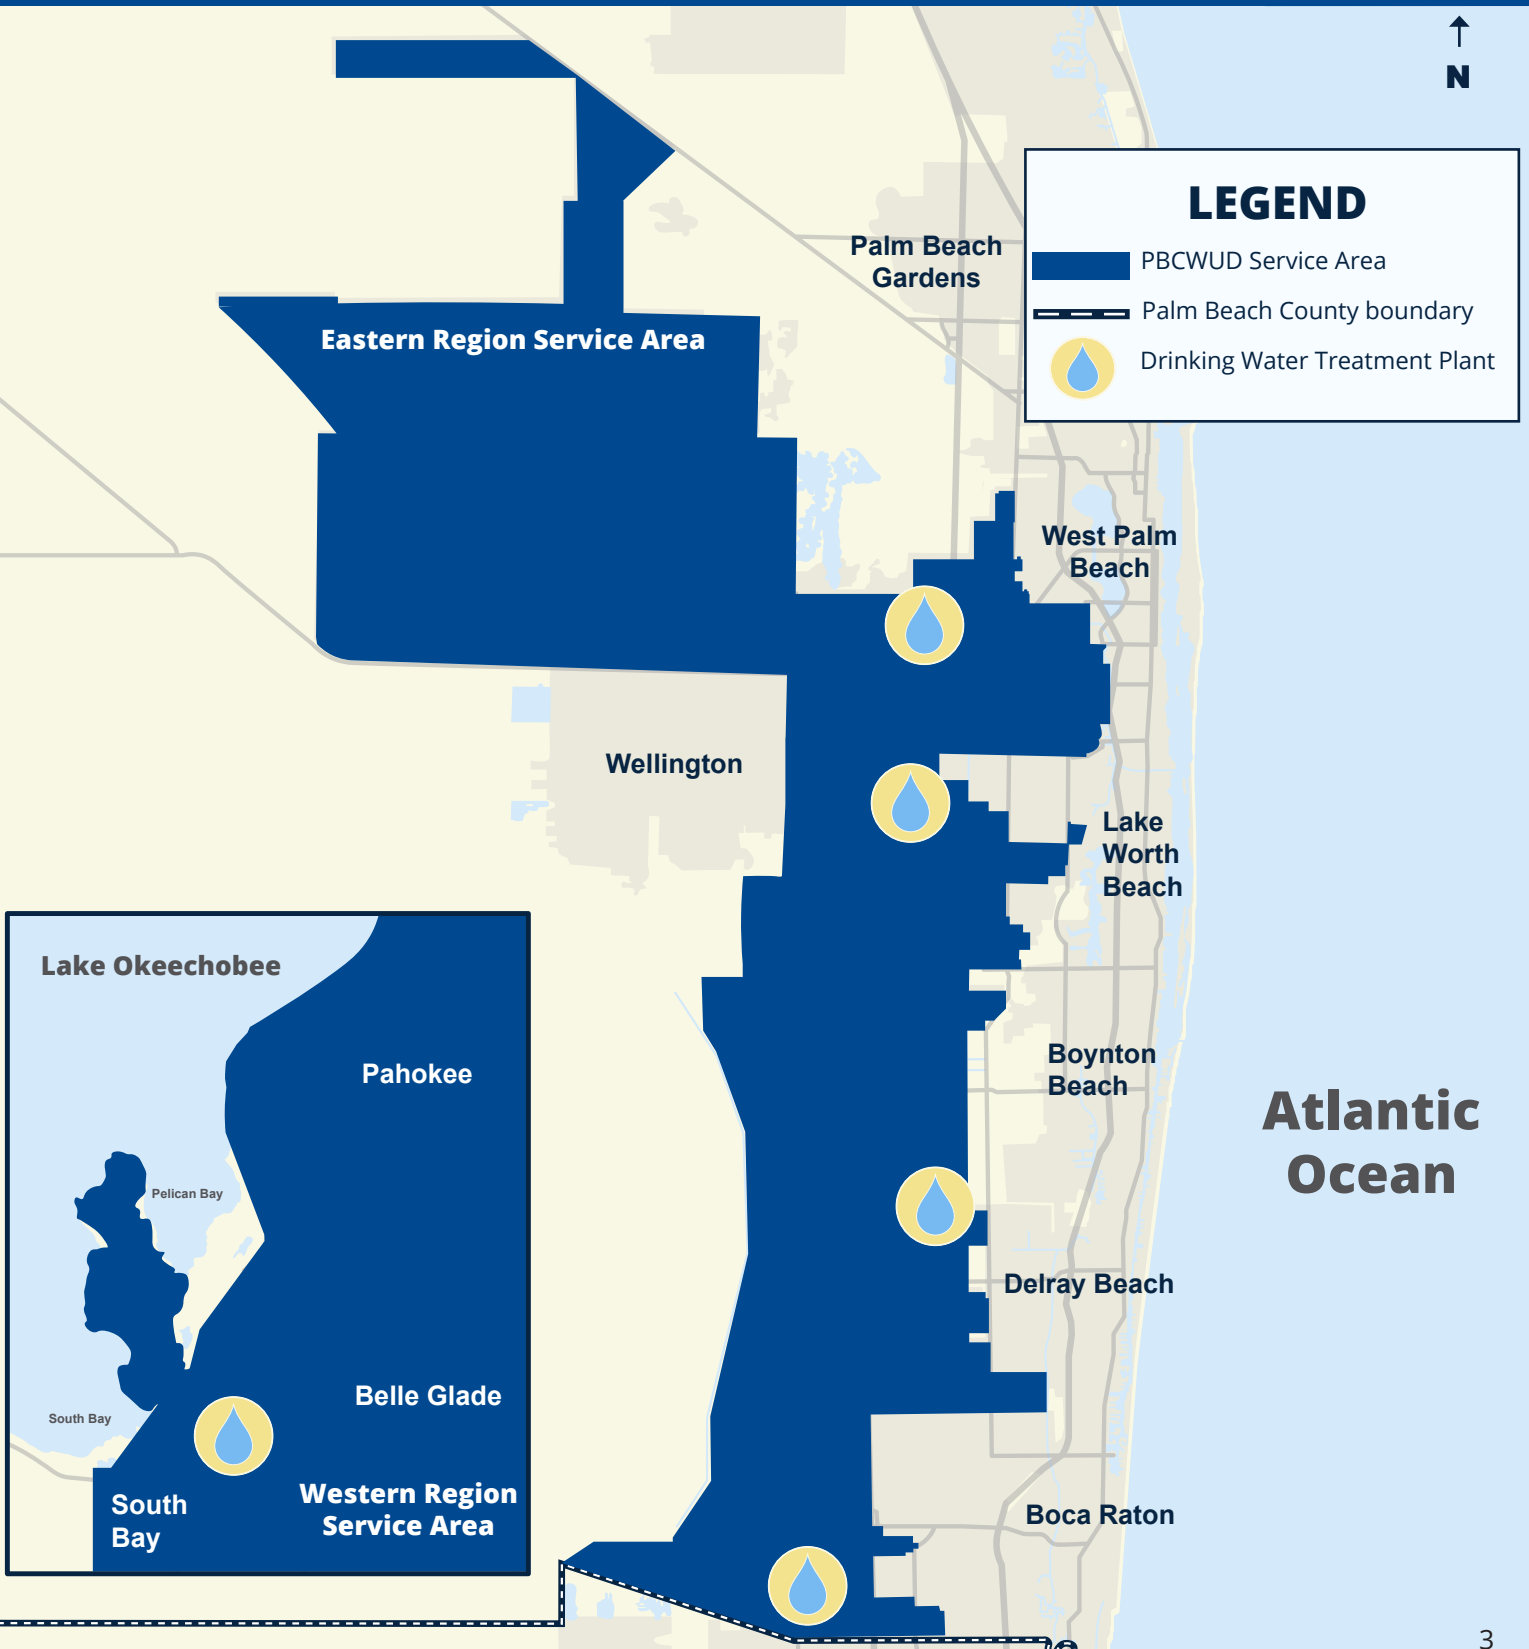 N
LEGEND
PBCWUD Service Area
Palm Beach County boundary
Drinking Water Treatment Plant
Palm Beach
Gardens
Eastern Region Service Area
West Palm
Beach
Wellington
Lake
Worth
Beach
Lake Okeechobee
Pahokee
Boynton
Beach
Atlantic
Ocean
Pelican Bay
Delray Beach
Belle Glade
South Bay
Western Region
Service Area
South
Bay
Boca Raton
3